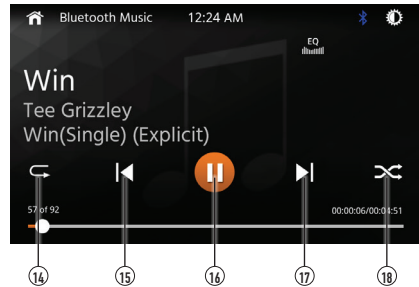 Bluetooth Music 12:24 AM
EQ
Win
Tee Grizzley
Win(Single) (Explicit)
57 of 92 00:00:06/00:04:51
14 15 16 17 18